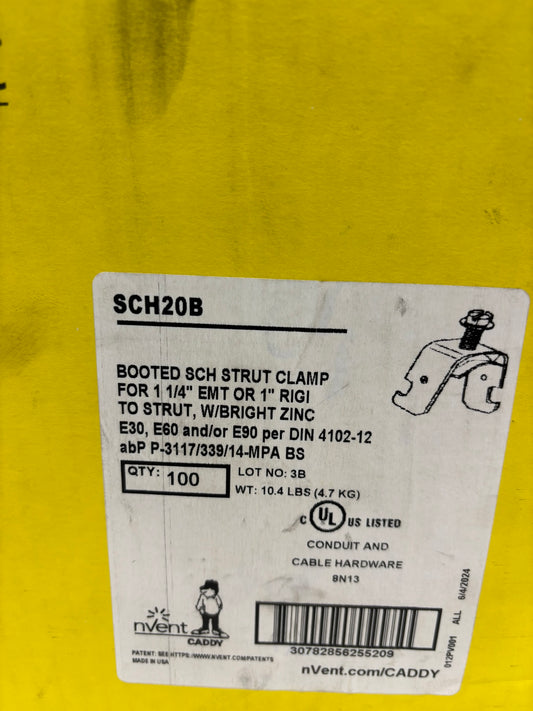 SCH20B
BOOTED SCH STRUT CLAMP
FOR 1 1/4" EMT OR 1" RIGI
TO STRUT, W/BRIGHT ZINC
E30, E60 and/or E90 per DIN 4102-12
abP P-3117/339/14-MPA BS
QTY: 100
LOT NO: 3B
WT: 10.4 LBS (4.7 KG)
C UL US LISTED
CONDUIT AND
CABLE HARDWARE
8N13
nVent
CADDY
PATENT: SEE HTTPS://WWW.NVENT.COM/PATENTS
MADE IN USA
30782856255209
nVent.com/CADDY
012PV001 ALL 6/4/2024